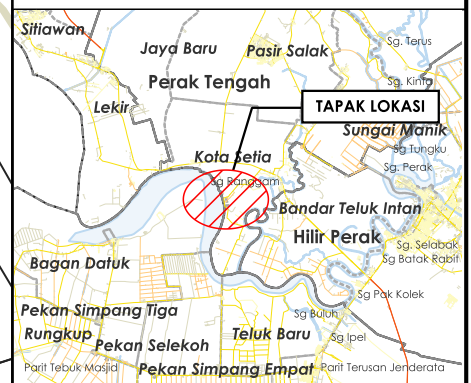 Sitiawan
Jaya Baru
Pasir Salak
Sg. Terus
Perak Tengah
Sg. Kinta
Lekir
TAPAK LOKASI
Sungai Manik
Sg Tungku
Kota Setia
Sg. Perak
Sg Ranggam
Bandar Teluk Intan
Hilir Perak
Sg. Selabak
Sg Batak Rabit
Bagan Datuk
Sg Pak Kolek
Pekan Simpang Tiga
Sg Buluh
Rungkup
Teluk Baru
Sg Ipel
Pekan Selekoh
Parit Tebuk Masjid
Pekan Simpang Empat
Parit Terusan Jenderata